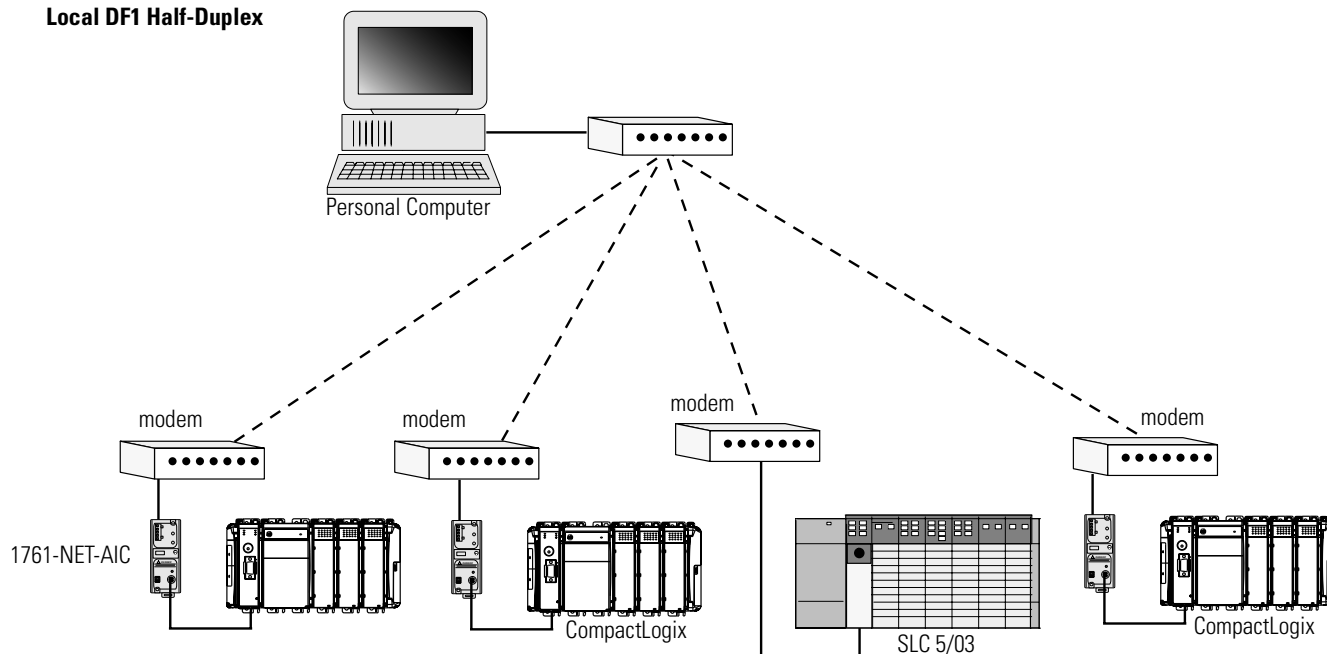 Local DF1 Half-Duplex
Personal Computer
modem
modem
modem
modem
1761-NET-AIC
CompactLogix
SLC 5/03
CompactLogix